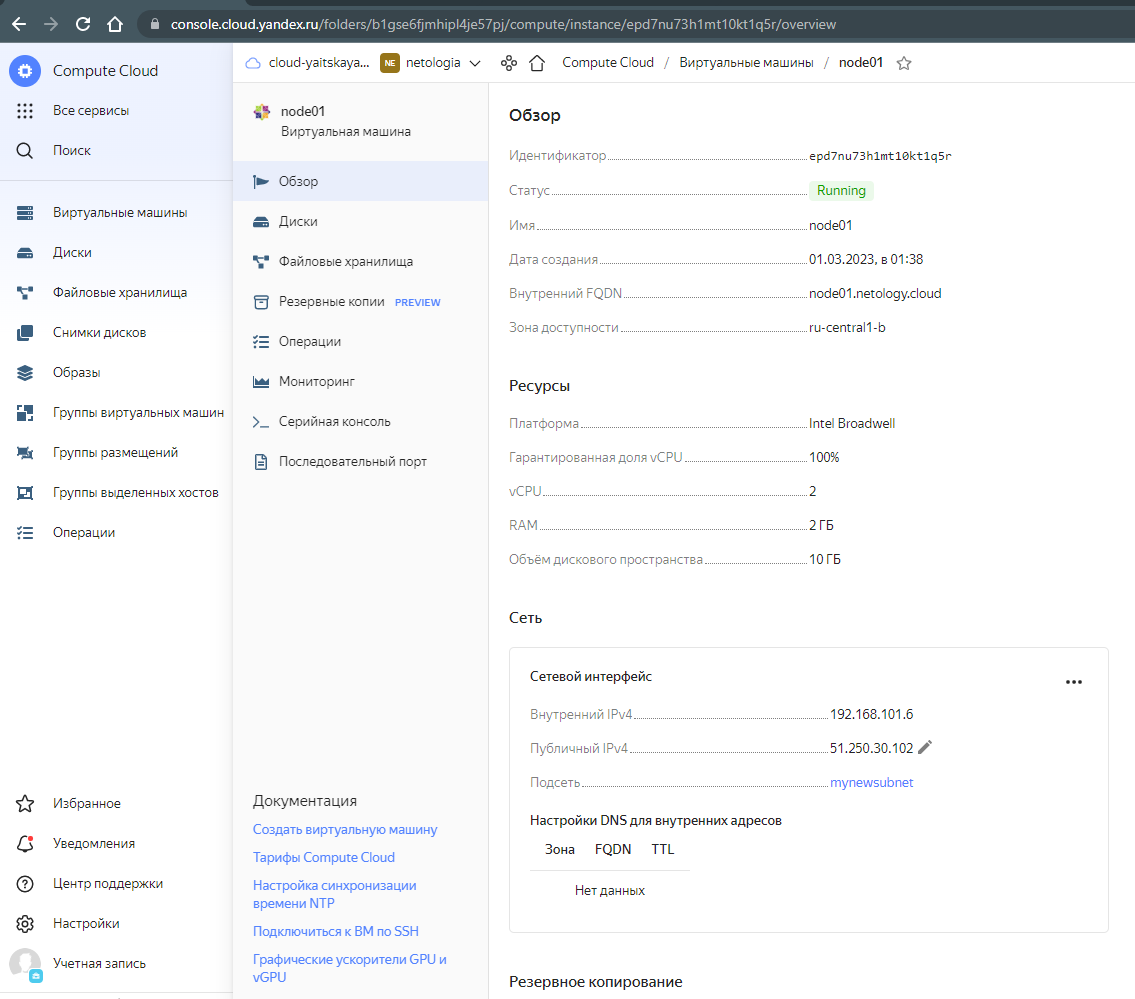 console.cloud.yandex.ru/folders/b1gse6fjmhipl4je57pj/compute/instance/epd7nu73h1mt10kt1q5r/overview
Compute Cloud
Все сервисы
Поиск
Виртуальные машины
Диски
Файловые хранилища
Снимки дисков
Образы
Группы виртуальных машин
Группы размещений
Группы выделенных хостов
Операции
Избранное
Уведомления
Центр поддержки
Настройки
Учетная запись
cloud-yaitskaya... NE netologia
Compute Cloud / Виртуальные машины / node01
node01
Виртуальная машина
Обзор
Диски
Файловые хранилища
Резервные копии PREVIEW
Операции
Мониторинг
Серийная консоль
Последовательный порт
Документация
Создать виртуальную машину
Тарифы Compute Cloud
Настройка синхронизации
времени NTP
Подключиться к ВМ по SSH
Графические ускорители GPU и
vGPU
Обзор
Идентификатор epd7nu73h1mt10kt1q5r
Статус Running
Имя node01
Дата создания 01.03.2023, в 01:38
Внутренний FQDN node01.netology.cloud
Зона доступности ru-central1-b
Ресурсы
Платформа Intel Broadwell
Гарантированная доля vCPU 100%
vCPU 2
RAM 2 ГБ
Объём дискового пространства 10 ГБ
Сеть
Сетевой интерфейс
Внутренний IPv4 192.168.101.6
Публичный IPv4 51.250.30.102
Подсеть mynewsubnet
Настройки DNS для внутренних адресов
Зона FQDN TTL
Нет данных
Резервное копирование